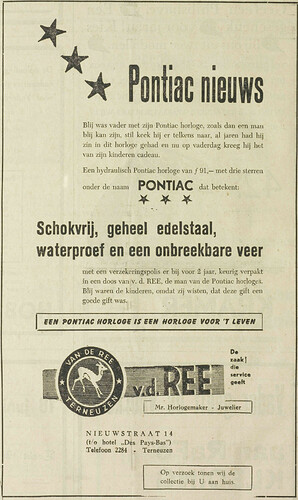 Pontiac nieuws
Blij was vader met zijn Pontiac horloge, zoals dan een man
blij kan zijn, stil keek hij er telkens naar, al jaren had hij
zin in dit horloge gehad en nu op vaderdag kreeg hij het
van zijn kinderen cadeau.
Een hydraulisch Pontiac horloge van f 91,— met drie sterren
onder de naam PONTIAC dat betekent:
Schokvrij, geheel edelstaal,
waterproef en een onbreekbare veer
met een verzekeringspolis er bij voor 2 jaar, keurig verpakt
in een doos van v. d. REE, de man van de Pontiac horloges.
Blij waren de kinderen, omdat zij wisten, dat deze gift een
goede gift was.
EEN PONTIAC HORLOGE IS EEN HORLOGE VOOR 'T LEVEN
VAN DE REE
TERNEUZEN
v.d. REE
De
zaak
die
service
geeft
Mr. Horlogemaker - Juwelier
NIEUWSTRAAT 14
(t/o hotel „Des Pays-Bas")
Telefoon 2284 - Terneuzen
Op verzoek tonen wij de
collectie bij U aan huis.